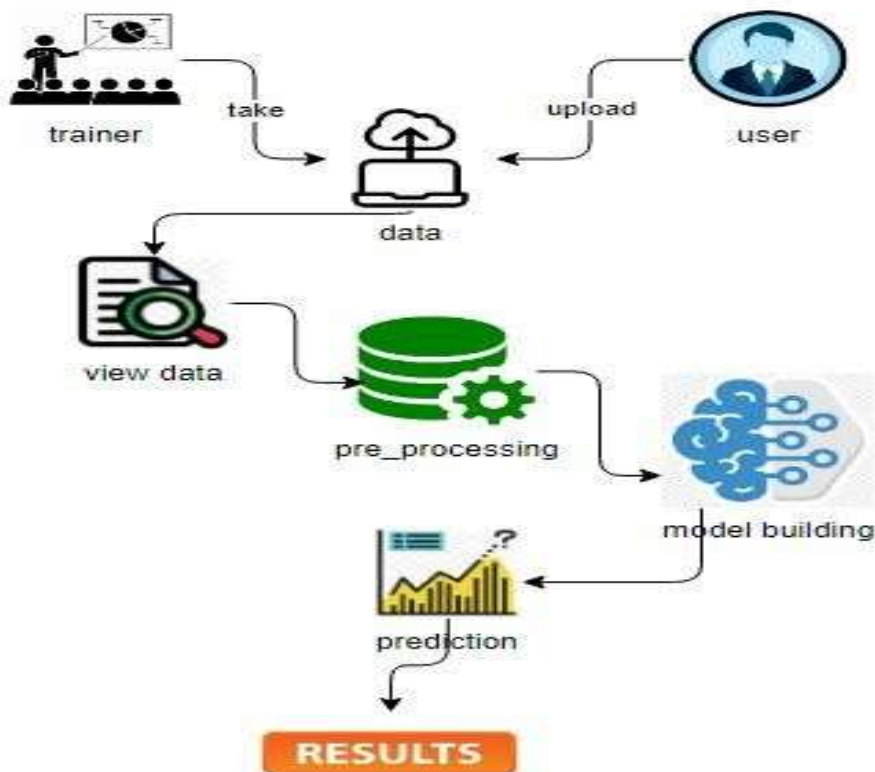 take
upload
trainer
user
data
view data
pre_processing
model building
?
prediction
RESULTS